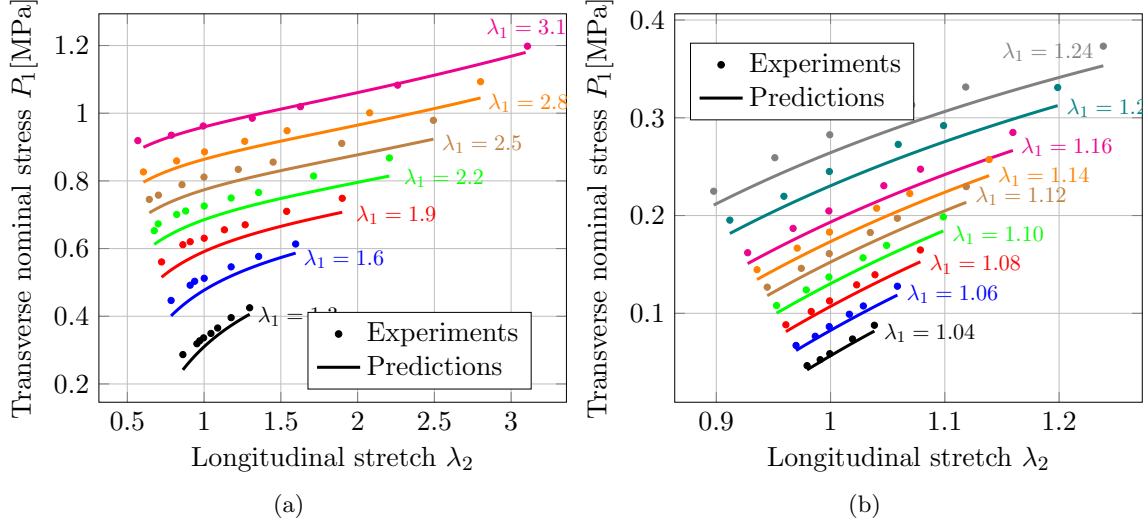 Transverse nominal stress P₁[MPa]
1.2
1
0.8
0.6
0.4
0.2
0.5
1
1.5
2
2.5
3
Longitudinal stretch λ₂
λ₁ = 3.1
λ₁ = 2.8
λ₁ = 2.5
λ₁ = 2.2
λ₁ = 1.9
λ₁ = 1.6
Experiments
Predictions
(a)
Transverse nominal stress P₁[MPa]
0.4
0.3
0.2
0.1
0.9
1
1.1
1.2
Longitudinal stretch λ₂
Experiments
Predictions
λ₁ = 1.24
λ₁ = 1.2
λ₁ = 1.16
λ₁ = 1.14
λ₁ = 1.12
λ₁ = 1.10
λ₁ = 1.08
λ₁ = 1.06
λ₁ = 1.04
(b)